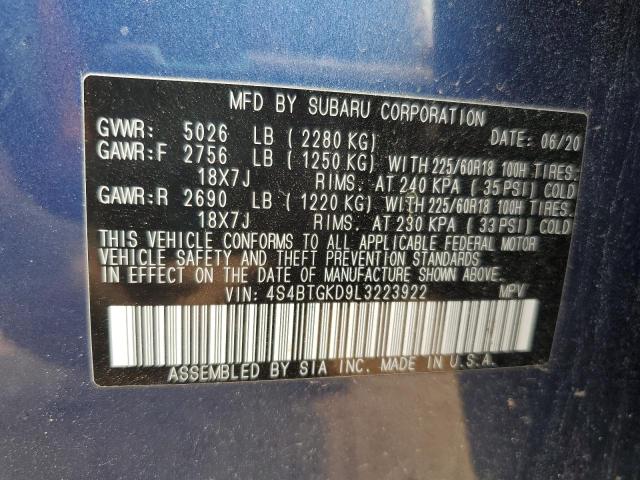 MFD BY SUBARU CORPORATION
GVWR: 5026 LB (2280 KG) DATE: 06/20
GAWR:F 2756 LB (1250 KG) WITH 225/60R18 100H TIRES,
18X7J RIMS, AT 240 KPA (35 PSI) COLD
GAWR:R 2690 LB (1220 KG) WITH 225/60R18 100H TIRES,
18X7J RIMS, AT 230 KPA (33 PSI) COLD
THIS VEHICLE CONFORMS TO ALL APPLICABLE FEDERAL MOTOR
VEHICLE SAFETY AND THEFT PREVENTION STANDARDS
IN EFFECT ON THE DATE OF MANUFACTURE SHOWN ABOVE.
VIN: 4S4BTGKD9L3223922 MPV
ASSEMBLED BY SIA INC. MADE IN U.S.A.